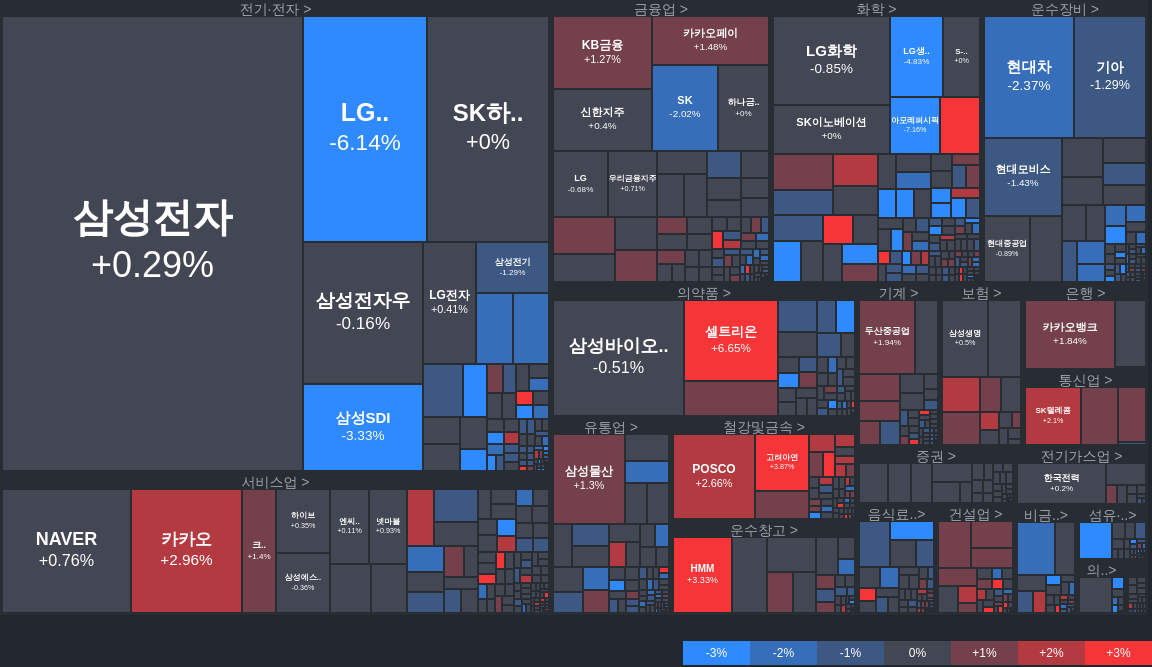 전기·전자 >
삼성전자
+0.29%
LG..
-6.14%
SK하..
+0%
삼성전자우
-0.16%
LG전자
+0.41%
삼성전기
-1.29%
삼성SDI
-3.33%
금융업 >
KB금융
+1.27%
카카오페이
+1.48%
신한지주
+0.4%
SK
-2.02%
하나금..
+0%
LG
-0.68%
우리금융지주
+0.71%
화학 >
LG화학
-0.85%
LG생..
-4.83%
S-..
+0%
SK이노베이션
+0%
아모레퍼시픽
-7.16%
운수장비 >
현대차
-2.37%
기아
-1.29%
현대모비스
-1.43%
현대중공업
-0.89%
의약품 >
삼성바이오..
-0.51%
셀트리온
+6.65%
기계 >
두산중공업
+1.94%
보험 >
삼성생명
+0.5%
은행 >
카카오뱅크
+1.84%
통신업 >
SK텔레콤
+2.1%
유통업 >
삼성물산
+1.3%
철강및금속 >
POSCO
+2.66%
고려아연
+3.87%
증권 >
전기가스업 >
한국전력
+0.2%
서비스업 >
NAVER
+0.76%
카카오
+2.96%
크..
+1.4%
하이브
+0.35%
삼성에스..
-0.36%
엔씨..
+0.11%
넷마블
+0.93%
운수창고 >
HMM
+3.33%
음식료..>
건설업 >
비금..>
섬유·..>
의..>
-3%
-2%
-1%
0%
+1%
+2%
+3%